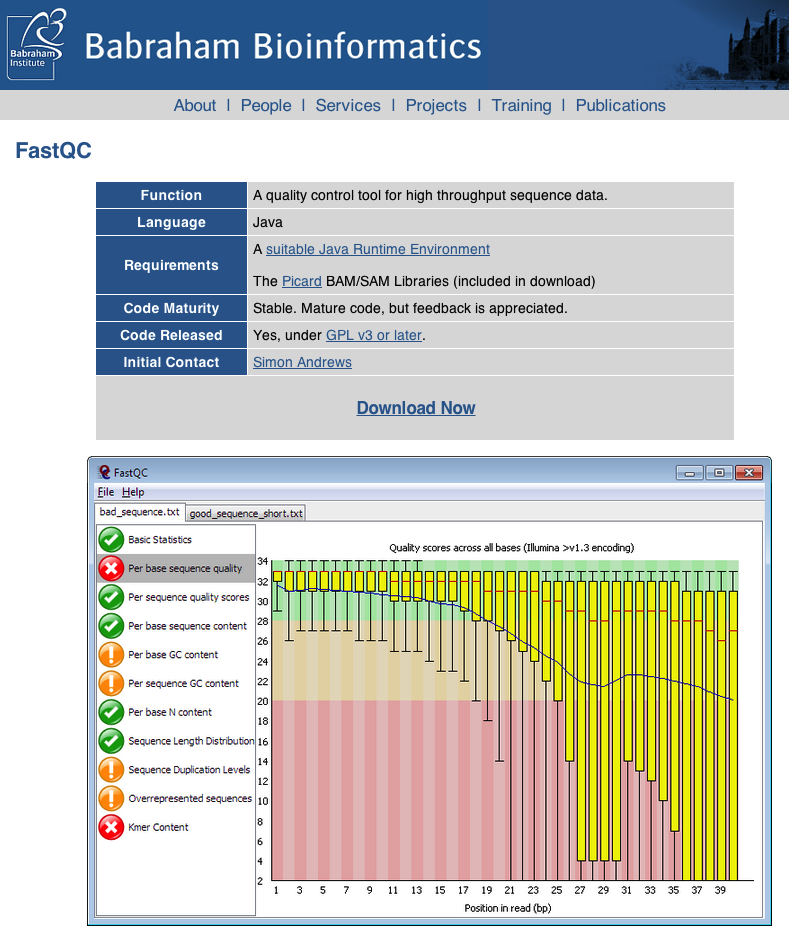 Babraham
Institute
Babraham Bioinformatics
About | People | Services | Projects | Training | Publications
FastQC
Function A quality control tool for high throughput sequence data.
Language Java
Requirements A suitable Java Runtime Environment
The Picard BAM/SAM Libraries (included in download)
Code Maturity Stable. Mature code, but feedback is appreciated.
Code Released Yes, under GPL v3 or later.
Initial Contact Simon Andrews
Download Now
FastQC
File Help
bad_sequence.txt good_sequence_short.txt
Basic Statistics
Per base sequence quality
Per sequence quality scores
Per base sequence content
Per base GC content
Per sequence GC content
Per base N content
Sequence Length Distribution
Sequence Duplication Levels
Overrepresented sequences
Kmer Content
Quality scores across all bases (Illumina >v1.3 encoding)
34
32
30
28
26
24
22
20
18
16
14
12
10
8
6
4
2
1 3 5 7 9 11 13 15 17 19 21 23 25 27 29 31 33 35 37 39
Position in read (bp)